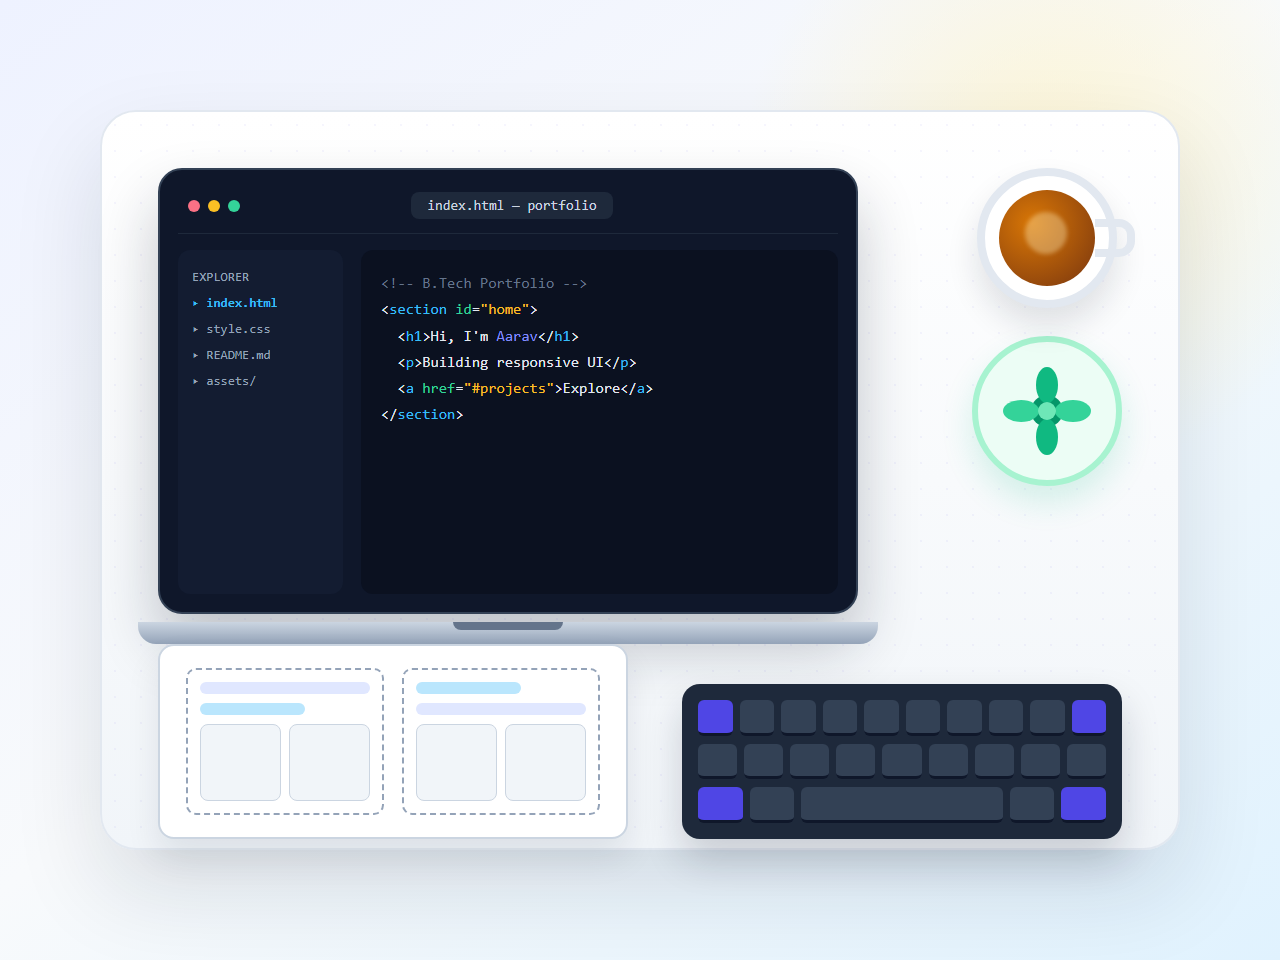 index.html — portfolio
EXPLORER
▸ index.html
▸ style.css
▸ README.md
▸ assets/
<!-- B.Tech Portfolio -->
<section id="home">
<h1>Hi, I'm Aarav</h1>
<p>Building responsive UI</p>
<a href="#projects">Explore</a>
</section>